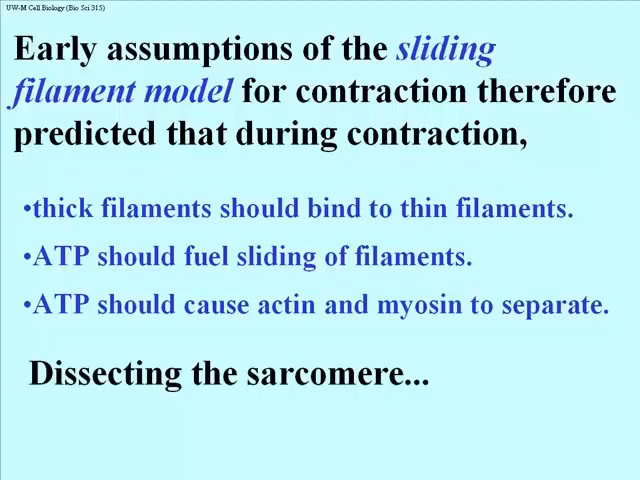 UW-M Cell Biology (Bio Sci 315)
Early assumptions of the sliding
filament model for contraction therefore
predicted that during contraction,
•thick filaments should bind to thin filaments.
•ATP should fuel sliding of filaments.
•ATP should cause actin and myosin to separate.
Dissecting the sarcomere...